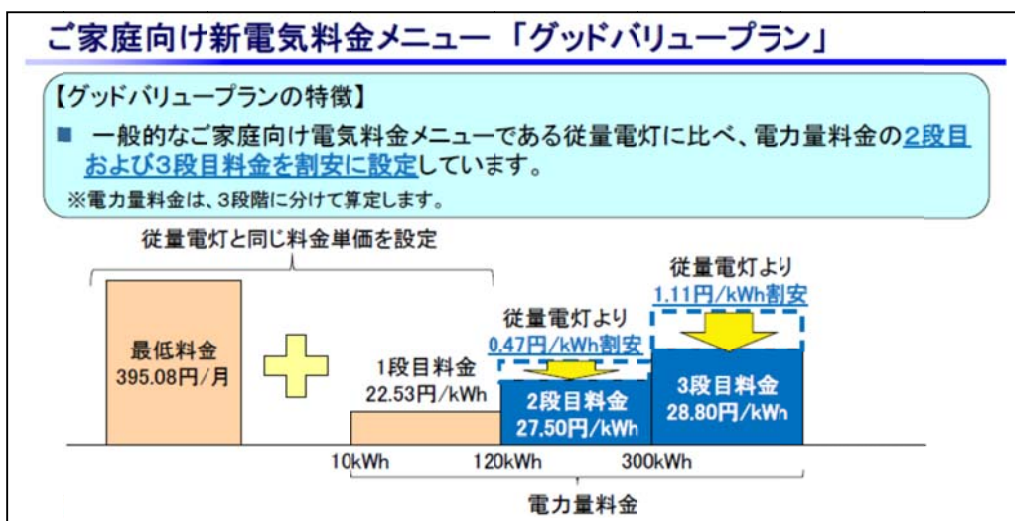 ご家庭向け新電気料金メニュー 「グッドバリュープラン」
【グッドバリュープランの特徴】
■ 一般的なご家庭向け電気料金メニューである従量電灯に比べ、電力量料金の２段目
および３段目料金を割安に設定しています。
※電力量料金は、３段階に分けて算定します。
従量電灯と同じ料金単価を設定
従量電灯より
1.11円/kWh割安
従量電灯より
0.47円/kWh割安
最低料金
395.08円/月
1段目料金
22.53円/kWh
2段目料金
27.50円/kWh
3段目料金
28.80円/kWh
10kWh
120kWh
300kWh
電力量料金